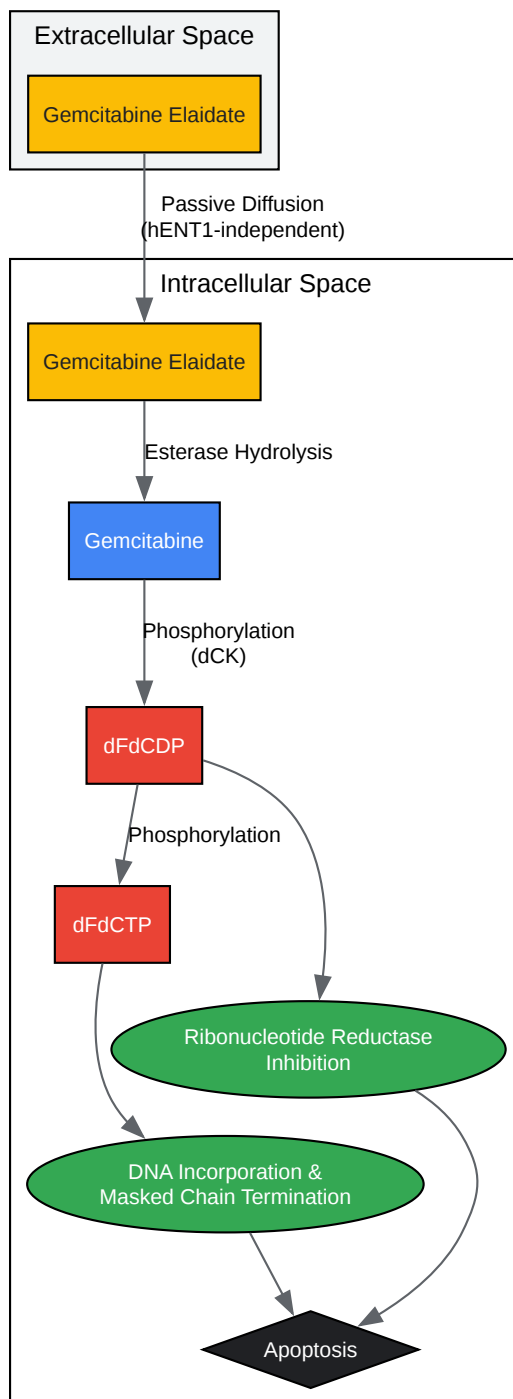 Extracellular Space
Gemcitabine Elaidate
Passive Diffusion
(hENT1-independent)
Intracellular Space
Gemcitabine Elaidate
Esterase Hydrolysis
Gemcitabine
Phosphorylation
(dCK)
dFdCDP
Phosphorylation
dFdCTP
Ribonucleotide Reductase
Inhibition
DNA Incorporation &
Masked Chain Termination
Apoptosis